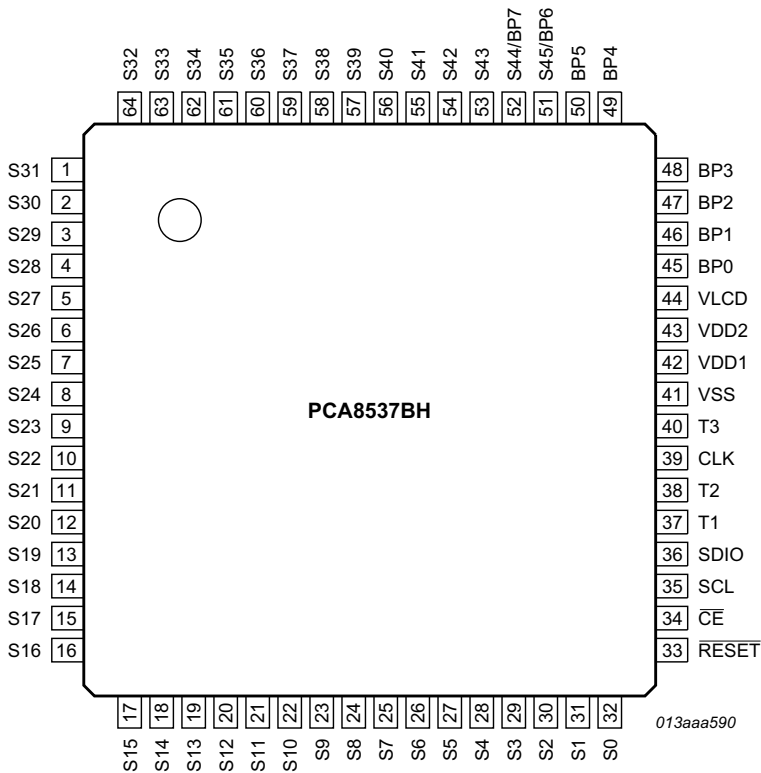 S32 S33 S34 S35 S36 S37 S38 S39 S40 S41 S42 S43 S44/BP7 S45/BP6 BP5 BP4
64 63 62 61 60 59 58 57 56 55 54 53 52 51 50 49
S31 1
S30 2
S29 3
S28 4
S27 5
S26 6
S25 7
S24 8
S23 9
S22 10
S21 11
S20 12
S19 13
S18 14
S17 15
S16 16
PCA8537BH
48 BP3
47 BP2
46 BP1
45 BP0
44 VLCD
43 VDD2
42 VDD1
41 VSS
40 T3
39 CLK
38 T2
37 T1
36 SDIO
35 SCL
34 CE
33 RESET
17 18 19 20 21 22 23 24 25 26 27 28 29 30 31 32
S15 S14 S13 S12 S11 S10 S9 S8 S7 S6 S5 S4 S3 S2 S1 S0
013aaa590